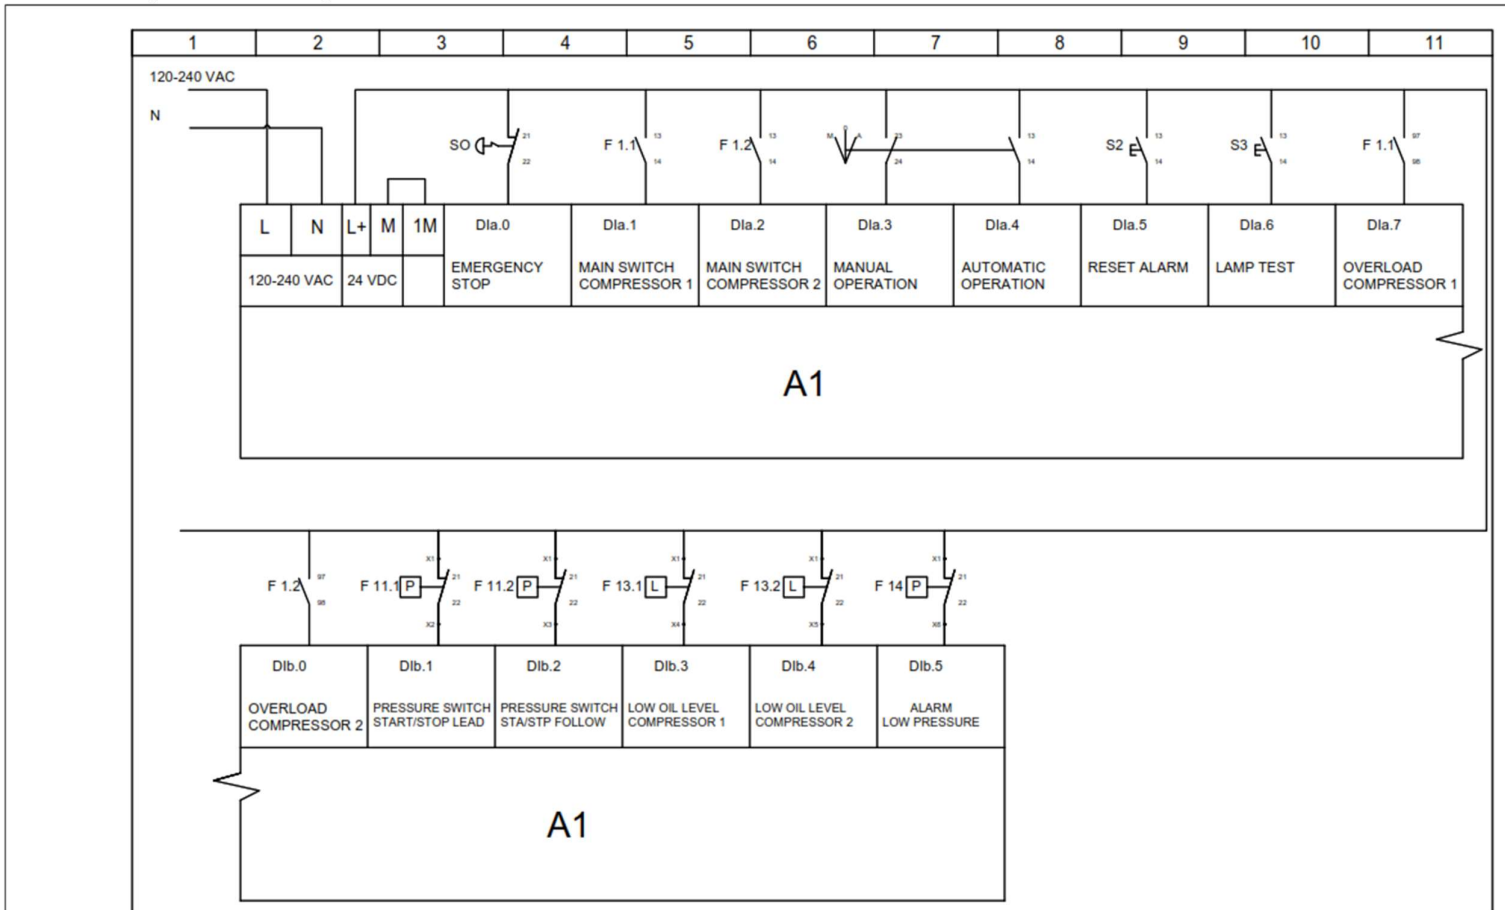 1 2 3 4 5 6 7 8 9 10 11
120-240 VAC
N
SO 21 22
F 1.1 13 14
F 1.2 13 14
M 0 A 23 24
13 14
S2 13 14
S3 13 14
F 1.1 97 98
L N L+ M 1M DIa.0 DIa.1 DIa.2 DIa.3 DIa.4 DIa.5 DIa.6 DIa.7
120-240 VAC 24 VDC
EMERGENCY
STOP
MAIN SWITCH
COMPRESSOR 1
MAIN SWITCH
COMPRESSOR 2
MANUAL
OPERATION
AUTOMATIC
OPERATION
RESET ALARM
LAMP TEST
OVERLOAD
COMPRESSOR 1
A1
F 1.2 97 98
X1 F 11.1 P 21 22 X2
X1 F 11.2 P 21 22 X3
X1 F 13.1 L 21 22 X4
X1 F 13.2 L 21 22 X5
X1 F 14 P 21 22 X6
DIb.0 DIb.1 DIb.2 DIb.3 DIb.4 DIb.5
OVERLOAD
COMPRESSOR 2
PRESSURE SWITCH
START/STOP LEAD
PRESSURE SWITCH
STA/STP FOLLOW
LOW OIL LEVEL
COMPRESSOR 1
LOW OIL LEVEL
COMPRESSOR 2
ALARM
LOW PRESSURE
A1